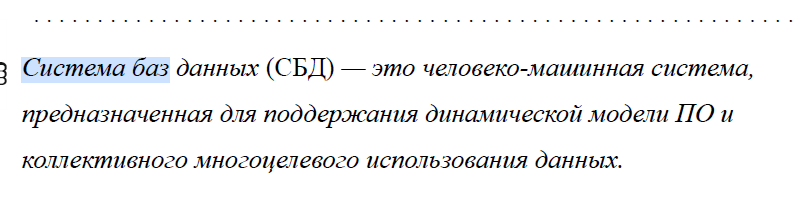 Система баз данных (СБД) — это человеко-машинная система,
предназначенная для поддержания динамической модели ПО и
коллективного многоцелевого использования данных.